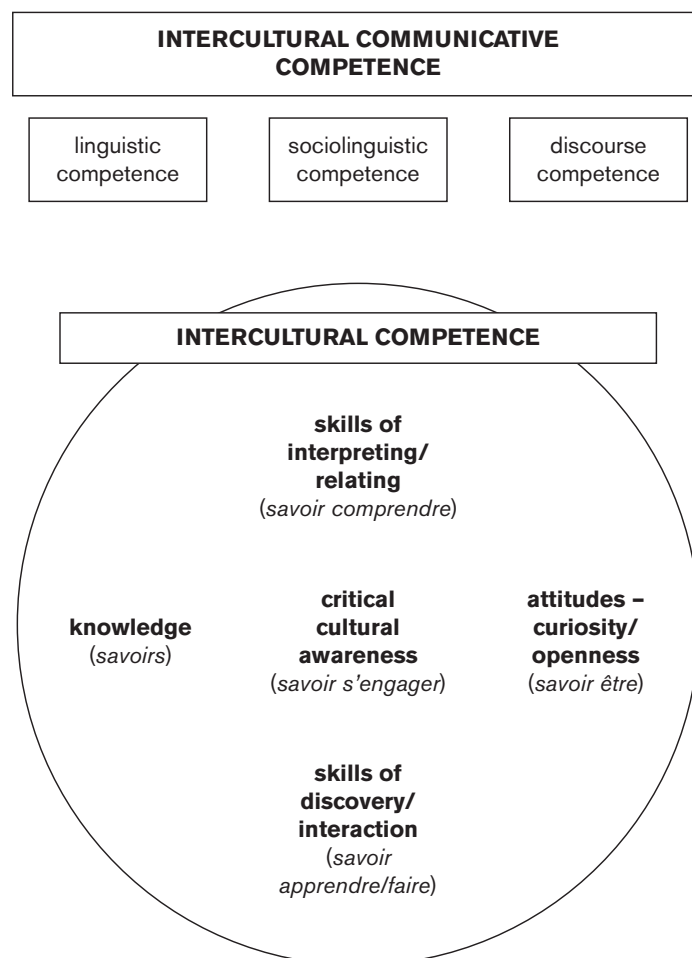 INTERCULTURAL COMMUNICATIVE
COMPETENCE
linguistic
competence
sociolinguistic
competence
discourse
competence
INTERCULTURAL COMPETENCE
skills of
interpreting/
relating
(savoir comprendre)
knowledge
(savoirs)
critical
cultural
awareness
(savoir s'engager)
attitudes –
curiosity/
openness
(savoir être)
skills of
discovery/
interaction
(savoir
apprendre/faire)